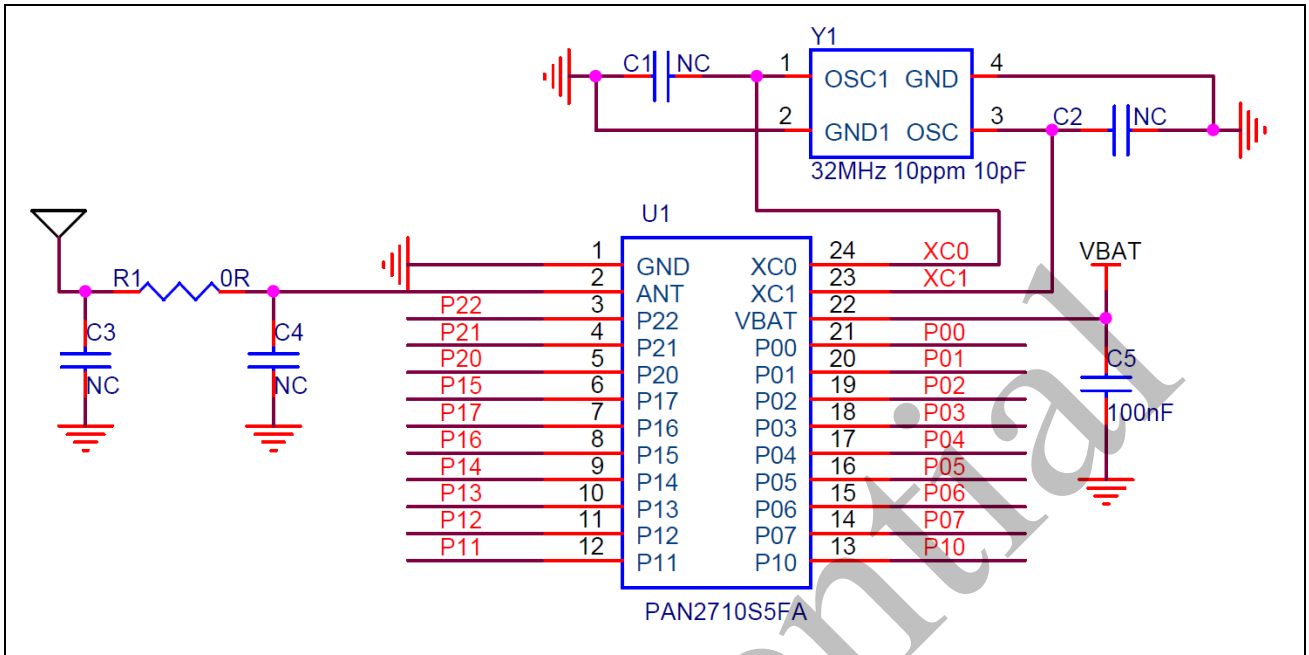 Y1
C1 NC 1 OSC1 GND 4
2 GND1 OSC 3 C2 NC
32MHz 10ppm 10pF
U1
1 GND XC0 24 XC0 VBAT
R1 0R 2 ANT XC1 23 XC1
P22 3 P22 VBAT 22
C3 C4 P21 4 P21 P00 21 P00
P20 5 P20 P01 20 P01 C5
NC NC P15 6 P17 P02 19 P02
P17 7 P16 P03 18 P03 100nF
P16 8 P15 P04 17 P04
P14 9 P14 P05 16 P05
P13 10 P13 P06 15 P06
P12 11 P12 P07 14 P07
P11 12 P11 P10 13 P10
PAN2710S5FA
ential